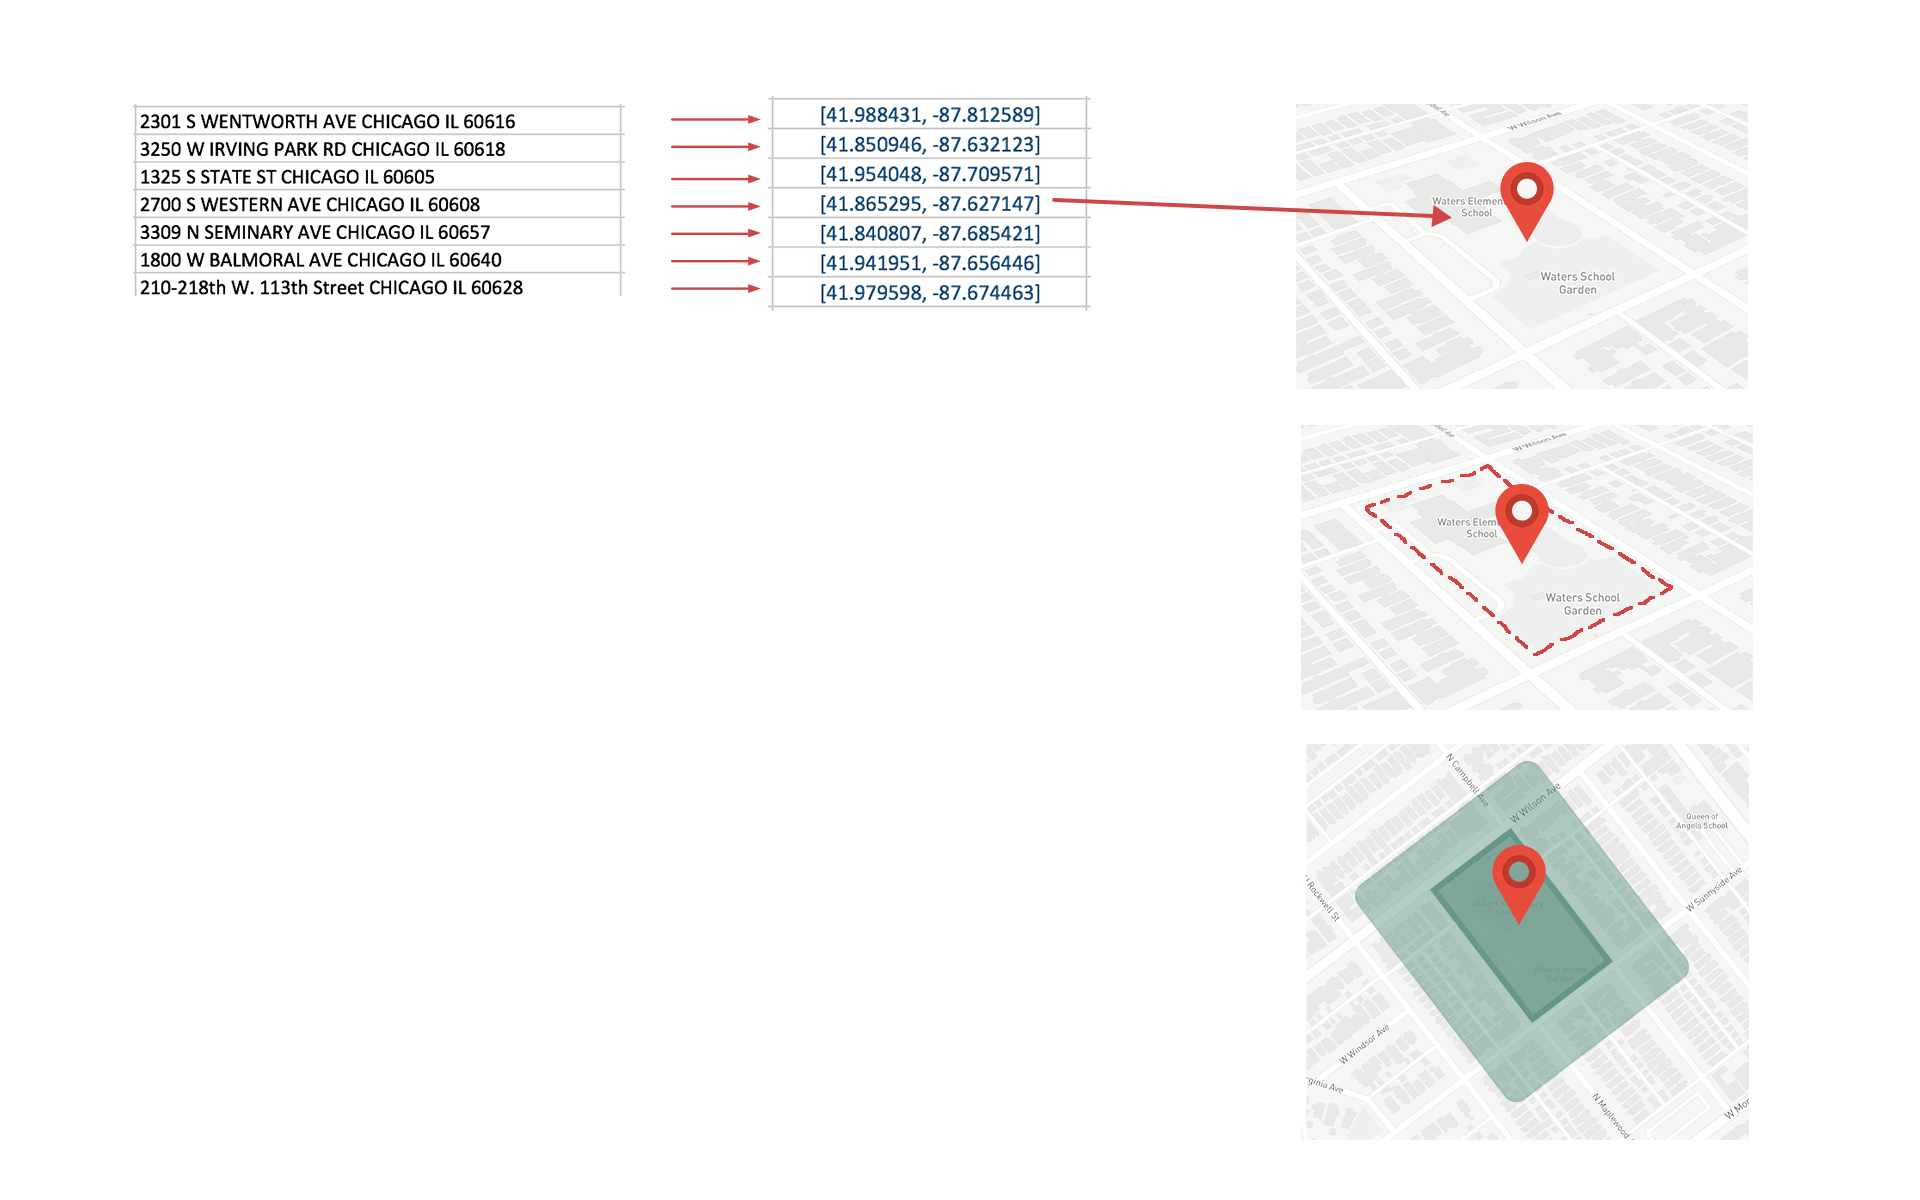 2301 S WENTWORTH AVE CHICAGO IL 60616
3250 W IRVING PARK RD CHICAGO IL 60618
1325 S STATE ST CHICAGO IL 60605
2700 S WESTERN AVE CHICAGO IL 60608
3309 N SEMINARY AVE CHICAGO IL 60657
1800 W BALMORAL AVE CHICAGO IL 60640
210-218th W. 113th Street CHICAGO IL 60628
[41.988431, -87.812589]
[41.850946, -87.632123]
[41.954048, -87.709571]
[41.865295, -87.627147]
[41.840807, -87.685421]
[41.941951, -87.656446]
[41.979598, -87.674463]
W Wilson Ave
Waters Elemen
School
Waters School
Garden
W Wilson Ave
Waters Eleme
School
Waters School
Garden
N Campbell Ave
W Wilson Ave
Queen of
Angels School
N Rockwell St
W Sunnyside Ave
Waters School
Garden
W Windsor Ave
rginia Ave
N Maplewood
W Mo